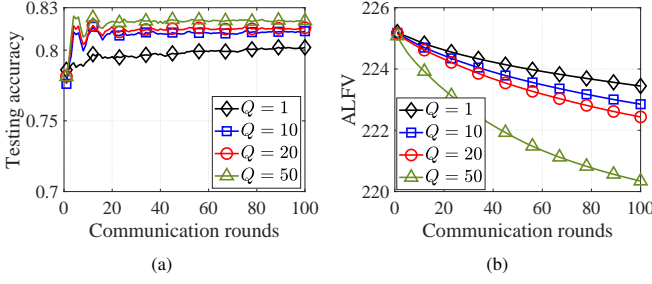 0.83
0.8
0.75
0.7
Testing accuracy
Q = 1
Q = 10
Q = 20
Q = 50
0 20 40 60 80 100
Communication rounds
(a)
226
224
222
220
ALFV
Q = 1
Q = 10
Q = 20
Q = 50
0 20 40 60 80 100
Communication rounds
(b)